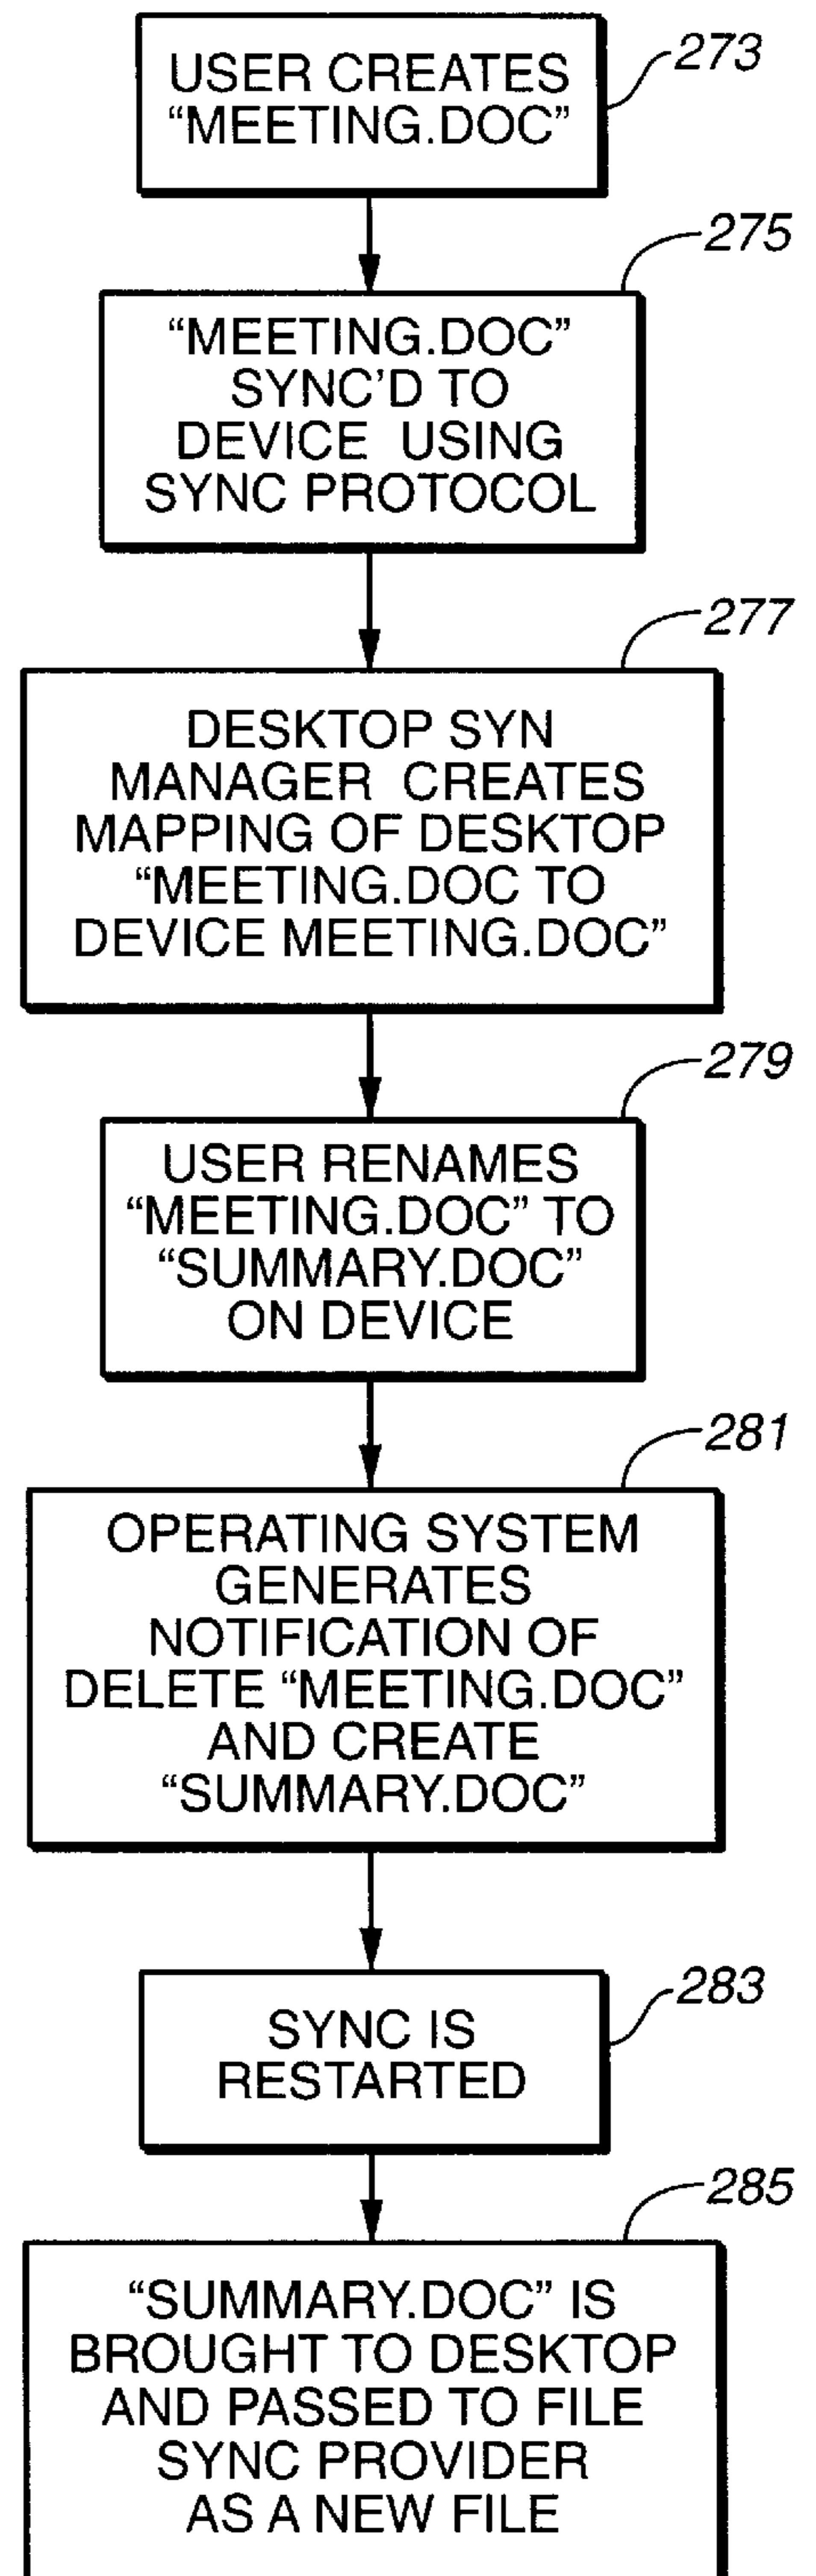 USER CREATES
“MEETING.DOC”
273
275
“MEETING.DOC”
SYNC’D TO
DEVICE USING
SYNC PROTOCOL
277
DESKTOP SYN
MANAGER CREATES
MAPPING OF DESKTOP
“MEETING.DOC TO
DEVICE MEETING.DOC”
279
USER RENAMES
“MEETING.DOC” TO
“SUMMARY.DOC”
ON DEVICE
281
OPERATING SYSTEM
GENERATES
NOTIFICATION OF
DELETE “MEETING.DOC”
AND CREATE
“SUMMARY.DOC”
283
SYNC IS
RESTARTED
285
“SUMMARY.DOC” IS
BROUGHT TO DESKTOP
AND PASSED TO FILE
SYNC PROVIDER
AS A NEW FILE